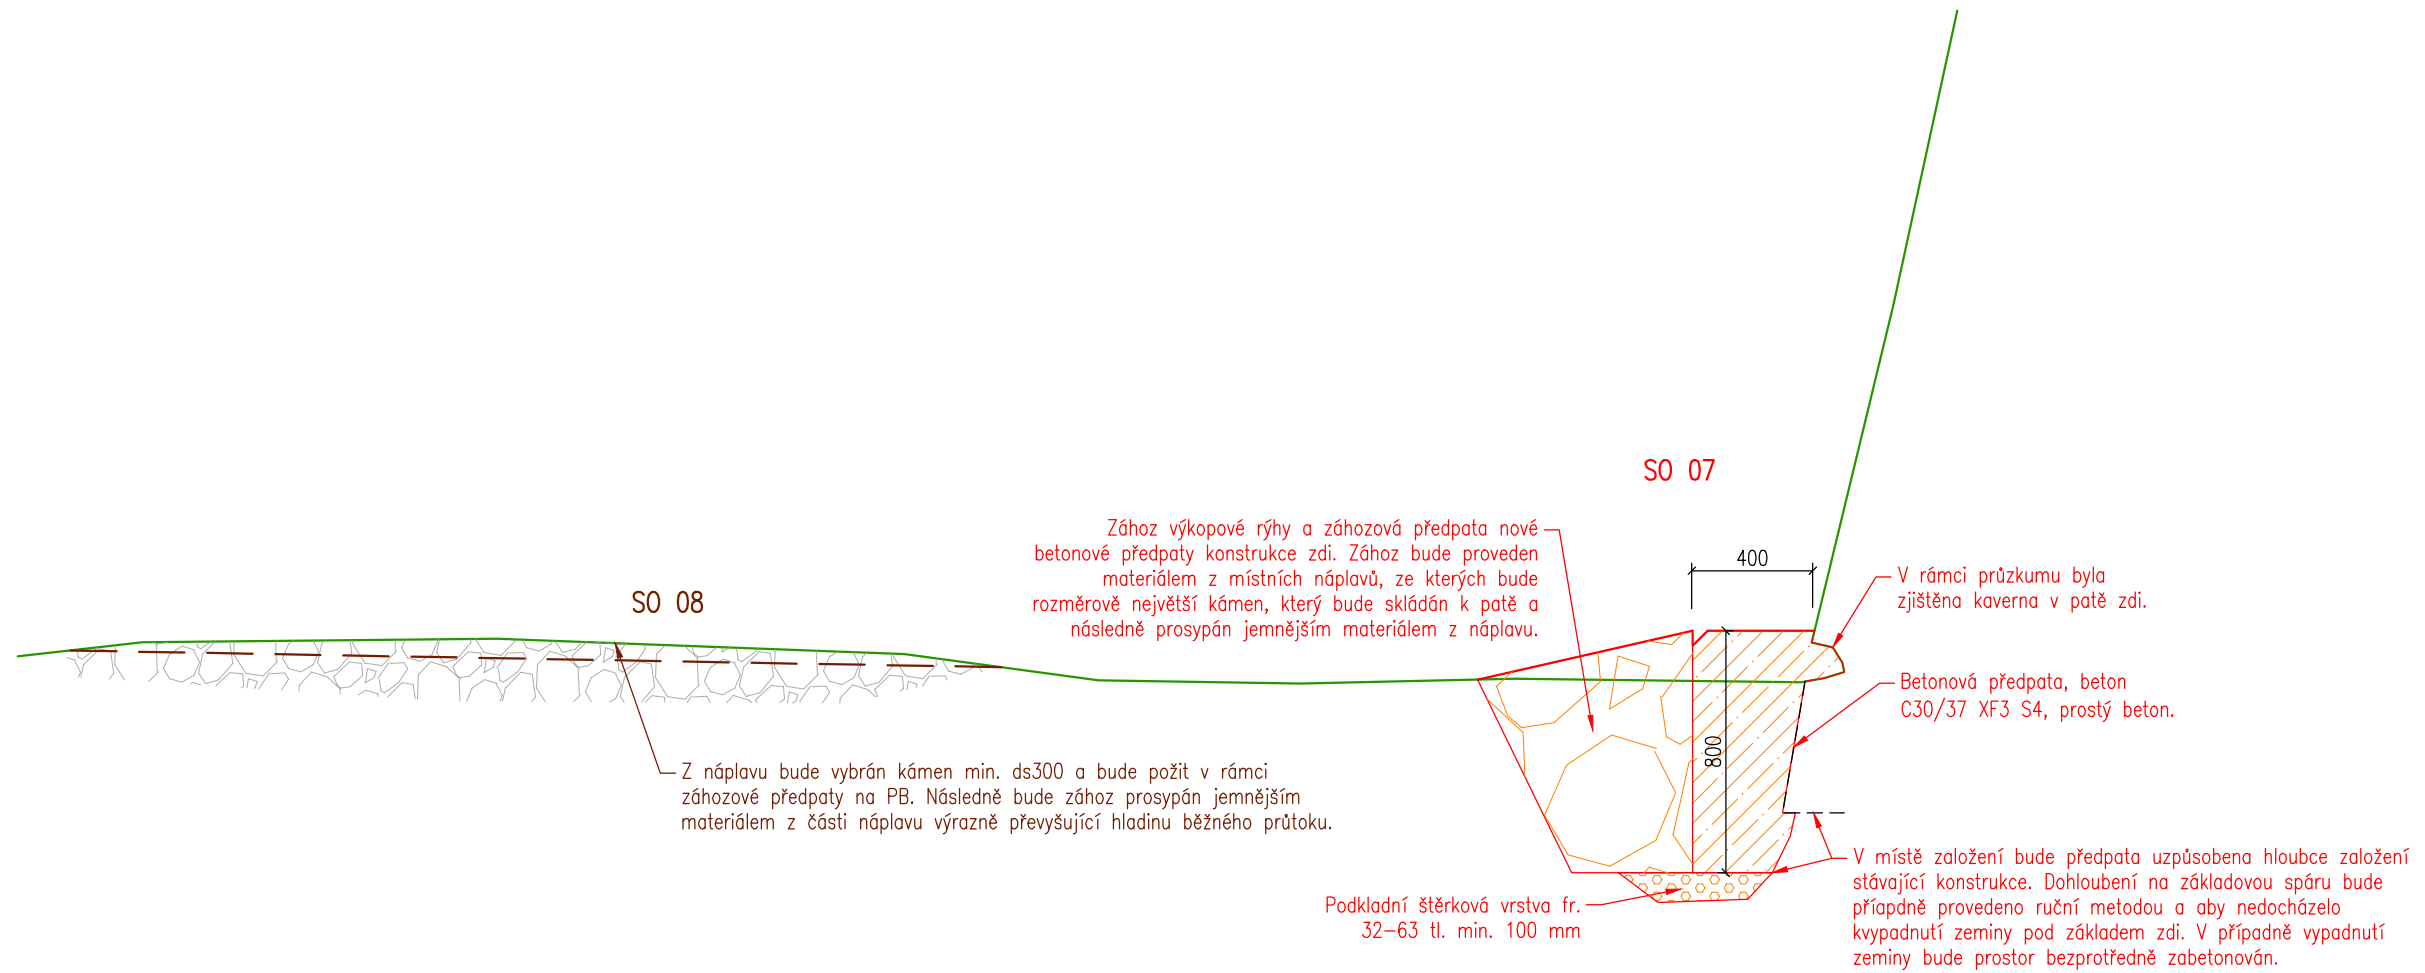 SO 07
Zához výkopové rýhy a záhozová předpata nové
betonové předpaty konstrukce zdi. Zához bude proveden
materiálem z místních náplavů, ze kterých bude
rozměrově největší kámen, který bude skládán k patě a
následně prosypán jemnějším materiálem z náplavu.
400
V rámci průzkumu byla
zjištěna kaverna v patě zdi.
SO 08
Betonová předpata, beton
C30/37 XF3 S4, prostý beton.
800
Z náplavu bude vybrán kámen min. ds300 a bude požit v rámci
záhozové předpaty na PB. Následně bude zához prosypán jemnějším
materiálem z části náplavu výrazně převyšující hladinu běžného průtoku.
V místě založení bude předpata uzpůsobena hloubce založení
stávající konstrukce. Dohloubení na základovou spáru bude
příapdně provedeno ruční metodou a aby nedocházelo
kvypadnutí zeminy pod základem zdi. V případně vypadnutí
zeminy bude prostor bezprotředně zabetonován.
Podkladní štěrková vrstva fr.
32-63 tl. min. 100 mm